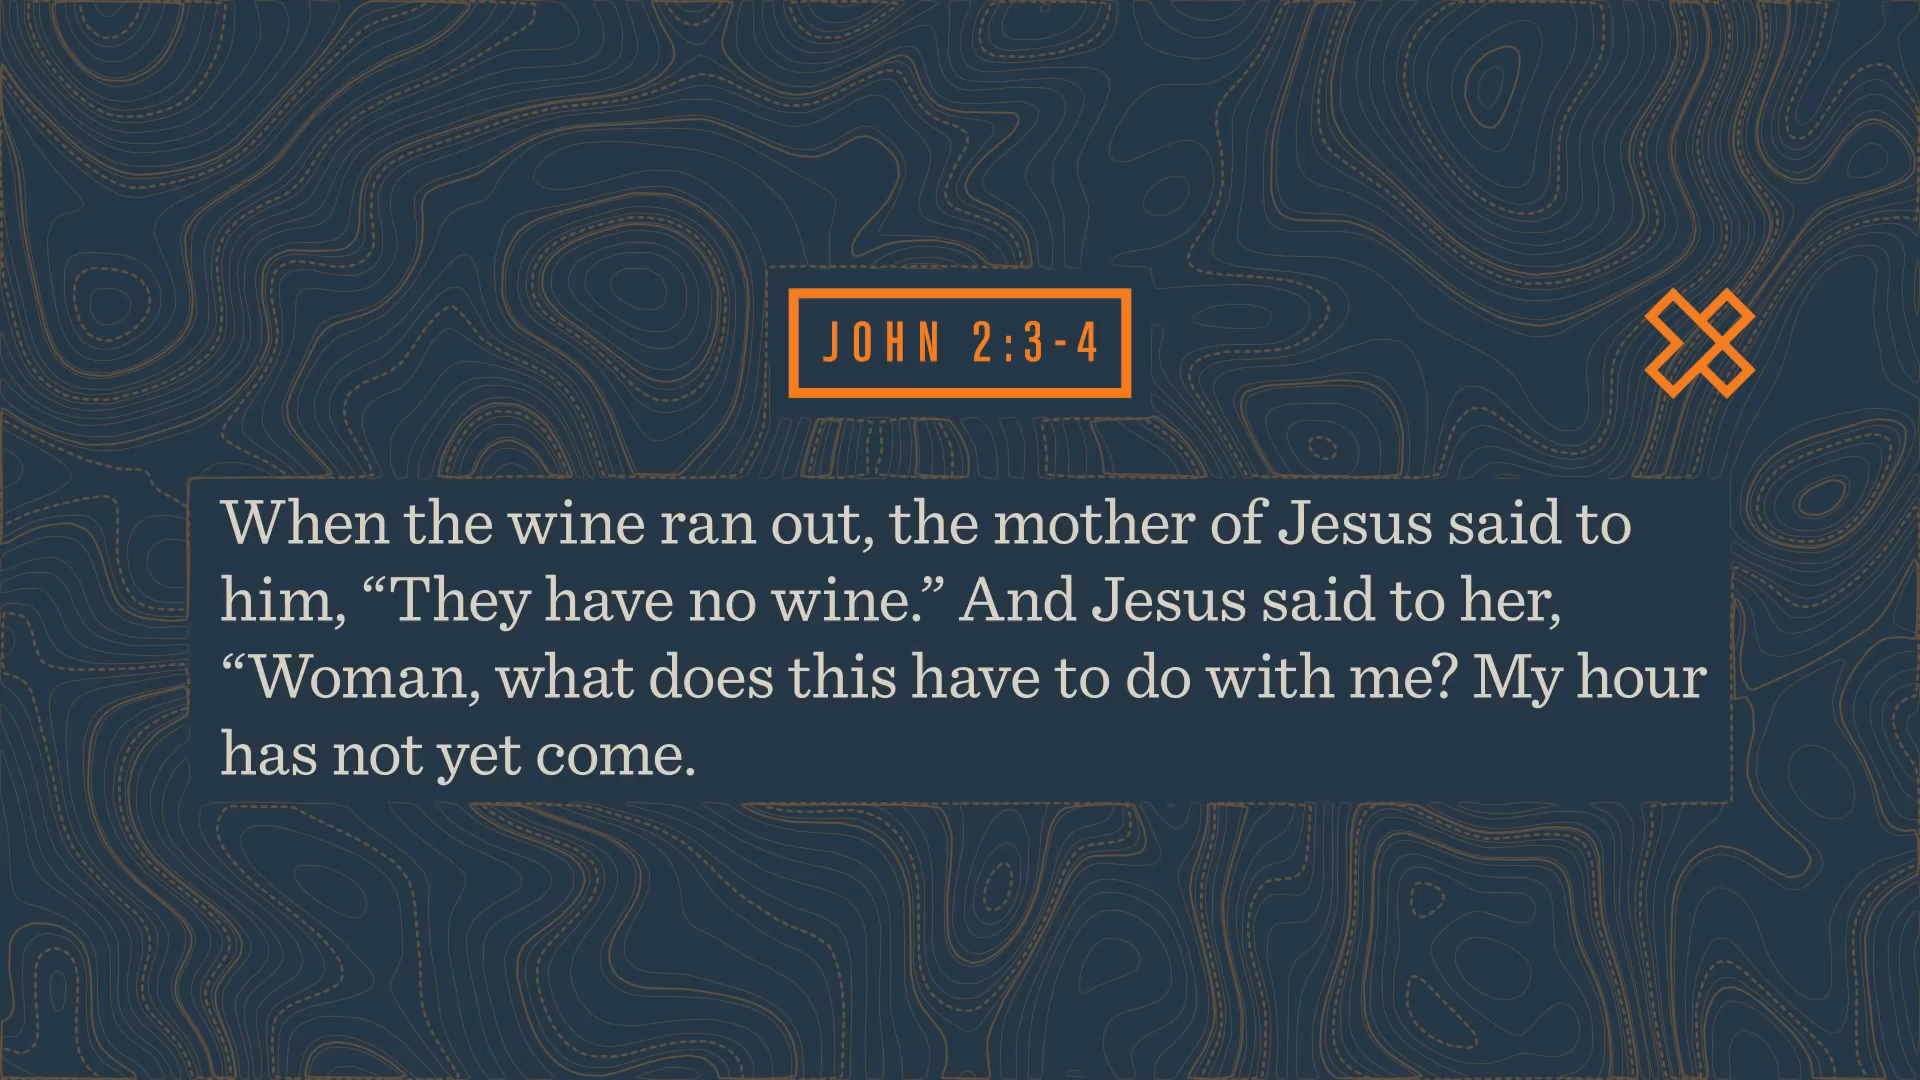 JOHN 2:3-4
When the wine ran out, the mother of Jesus said to
him, “They have no wine.” And Jesus said to her,
“Woman, what does this have to do with me? My hour
has not yet come.